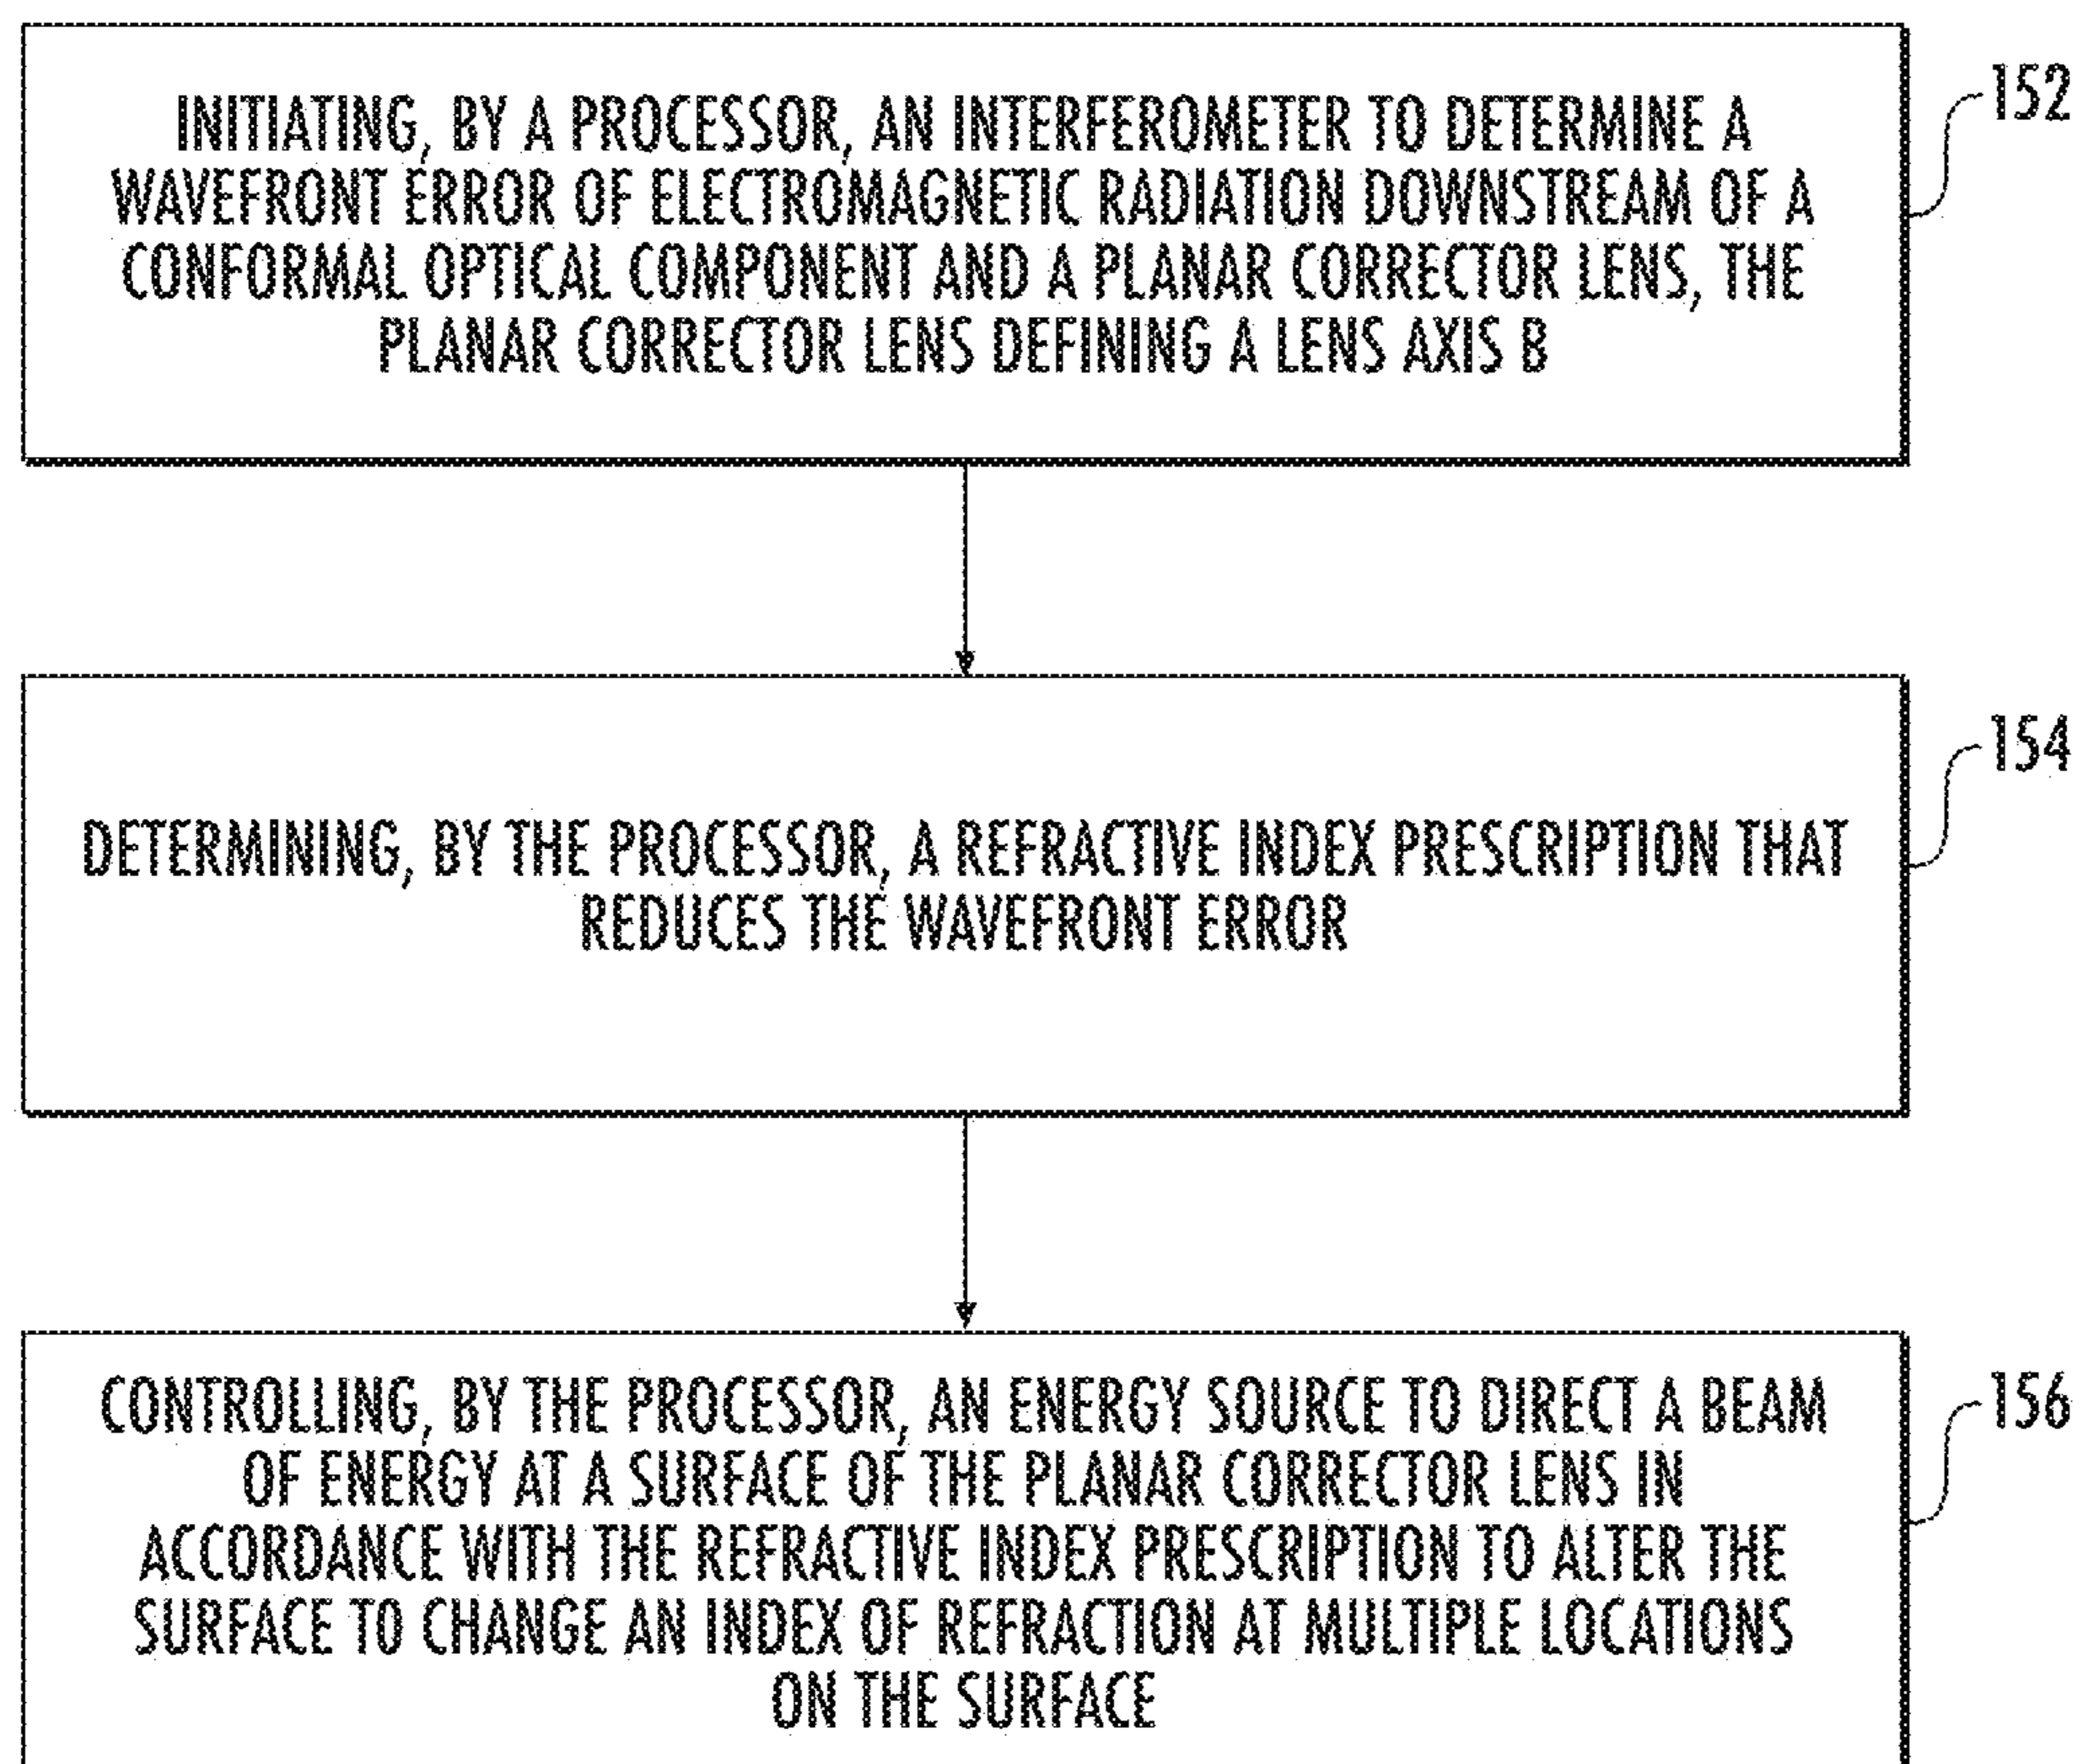 INITIATING, BY A PROCESSOR, AN INTERFEROMETER TO DETERMINE A
WAVEFRONT ERROR OF ELECTROMAGNETIC RADIATION DOWNSTREAM OF A
CONFORMAL OPTICAL COMPONENT AND A PLANAR CORRECTOR LENS, THE
PLANAR CORRECTOR LENS DEFINING A LENS AXIS B
152
DETERMINING, BY THE PROCESSOR, A REFRACTIVE INDEX PRESCRIPTION THAT
REDUCES THE WAVEFRONT ERROR
154
CONTROLLING, BY THE PROCESSOR, AN ENERGY SOURCE TO DIRECT A BEAM
OF ENERGY AT A SURFACE OF THE PLANAR CORRECTOR LENS IN
ACCORDANCE WITH THE REFRACTIVE INDEX PRESCRIPTION TO ALTER THE
SURFACE TO CHANGE AN INDEX OF REFRACTION AT MULTIPLE LOCATIONS
ON THE SURFACE
156